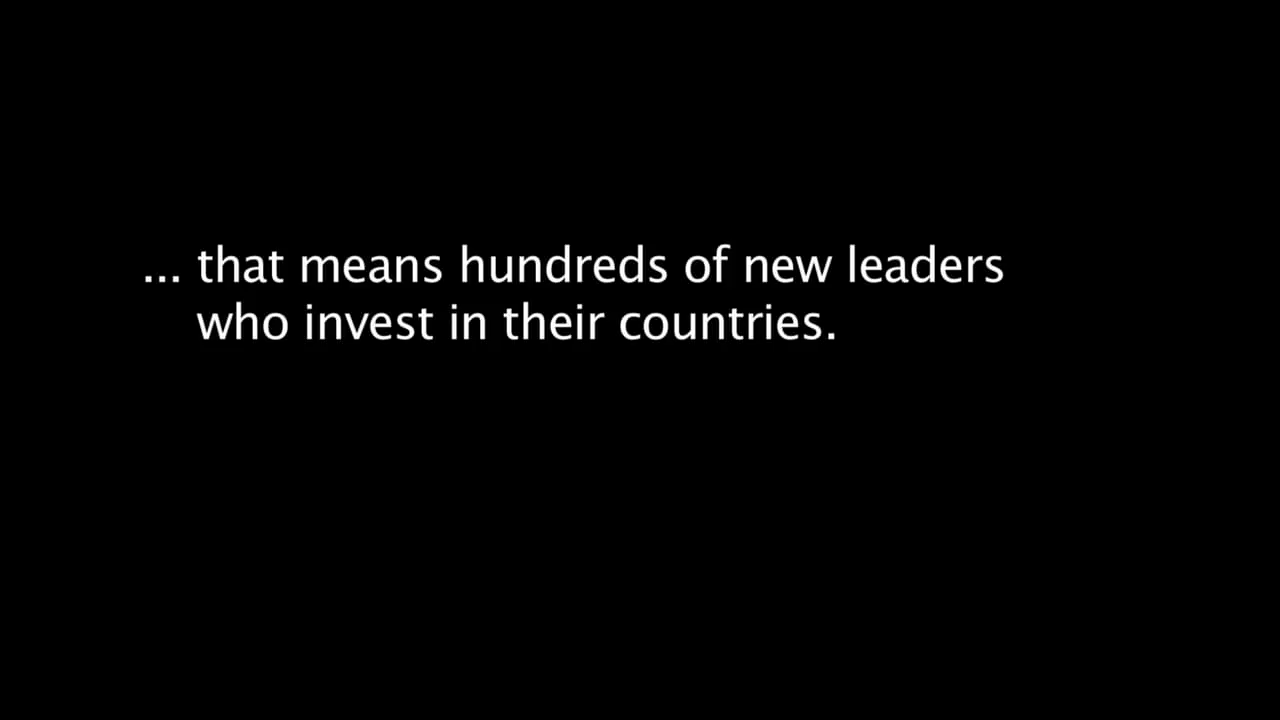 ... that means hundreds of new leaders
who invest in their countries.